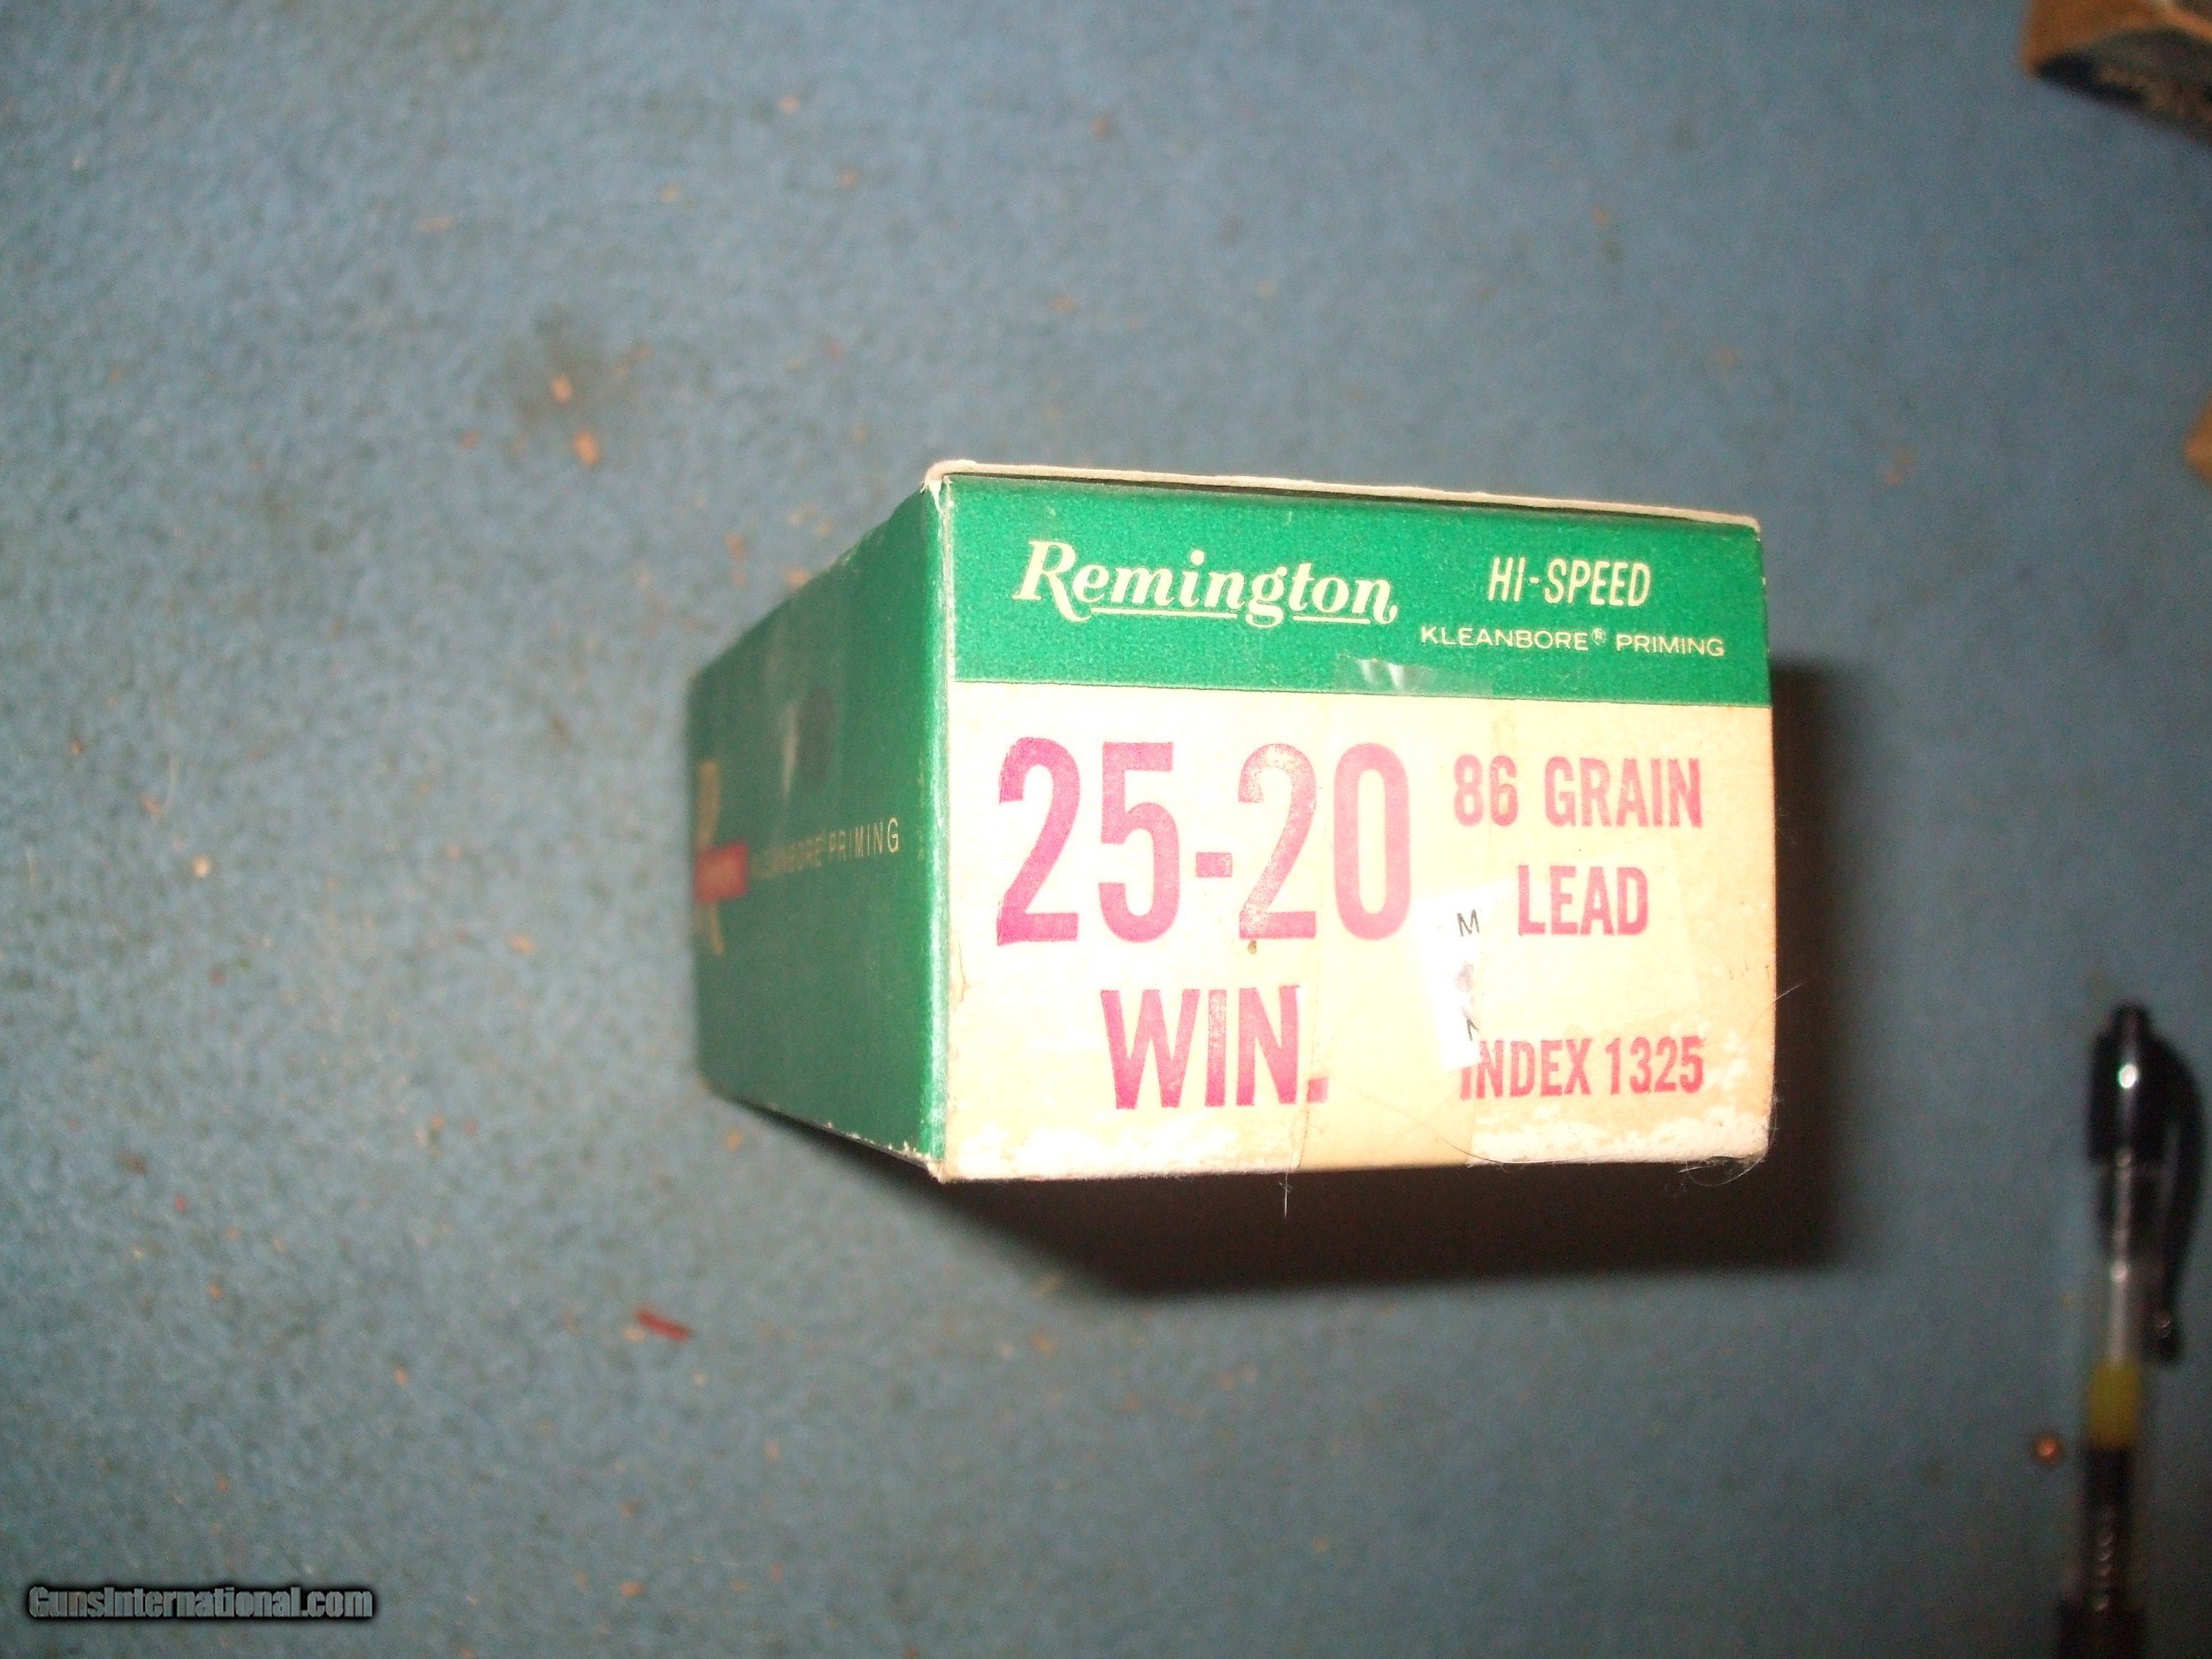 Remington HI-SPEED
KLEANBORE® PRIMING
25-20 86 GRAIN
LEAD
M
WIN. INDEX 1325
KLEANBORE PRIMING
GunsInternational.com